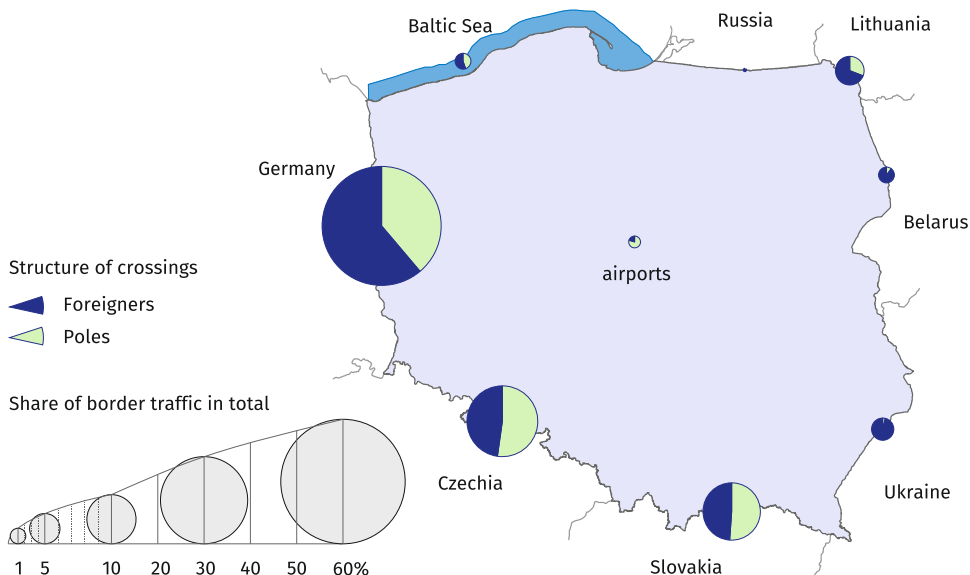 Baltic Sea
Russia
Lithuania
Germany
Belarus
airports
Structure of crossings
Foreigners
Poles
Share of border traffic in total
Czechia
Ukraine
Slovakia
1 5 10 20 30 40 50 60%